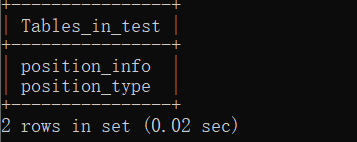 +----------------+
| Tables_in_test |
+----------------+
| position_info  |
| position_type  |
+----------------+
2 rows in set (0.02 sec)